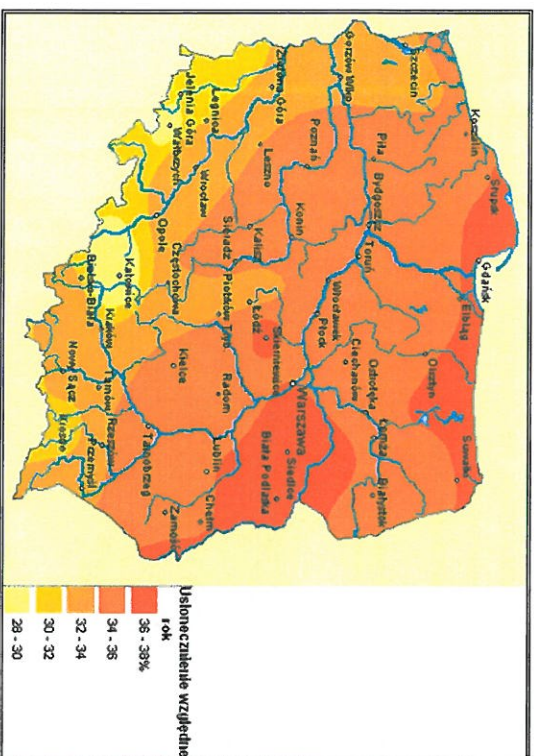 Słupsk
Gdańsk
Koszalin
Elbląg
Suwałki
Szczecin
Olsztyn
Piła
Bydgoszcz
Toruń
Łomża
Białystok
Ostrołęka
Ciechanów
Gorzów Wlkp
Włocławek
Płock
Poznań
Konin
Warszawa
Siedlce
Biała Podlaska
Zielona Góra
Leszno
Kalisz
Łódź
Skierniewice
Sieradz
Piotrków Tryb
Radom
Lublin
Chełm
Legnica
Wrocław
Jelenia Góra
Wałbrzych
Opole
Częstochowa
Kielce
Zamość
Tarnobrzeg
Katowice
Kraków
Tarnów
Rzeszów
Bielsko-Biała
Nowy Sącz
Krosno
Przemyśl
Usłonecznienie względne
rok
36 - 38%
34 - 36
32 - 34
30 - 32
28 - 30